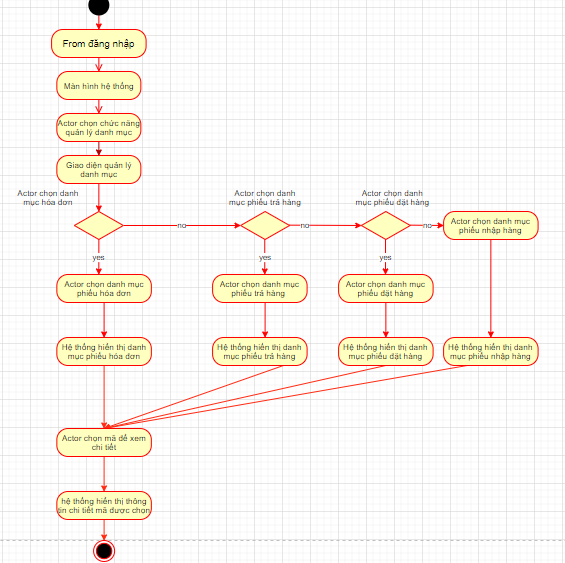 From đăng nhập
Màn hình hệ thống
Actor chọn chức năng
quản lý danh mục
Giao diện quản lý
danh mục
Actor chọn danh
mục hóa đơn
Actor chọn danh
mục phiếu trả hàng
Actor chọn danh
mục phiếu đặt hàng
no
no
no
Actor chọn danh mục
phiếu nhập hàng
yes
yes
yes
Actor chọn danh mục
phiếu hóa đơn
Actor chọn danh mục
phiếu trả hàng
Actor chọn danh mục
phiếu đặt hàng
Hệ thống hiển thị danh
mục phiếu hóa đơn
Hệ thống hiển thị danh
mục phiếu trả hàng
Hệ thống hiển thị danh
mục phiếu đặt hàng
Hệ thống hiển thị danh
mục phiếu nhập hàng
Actor chọn mã để xem
chi tiết
hệ thống hiển thị thông
tin chi tiết mã được chọn